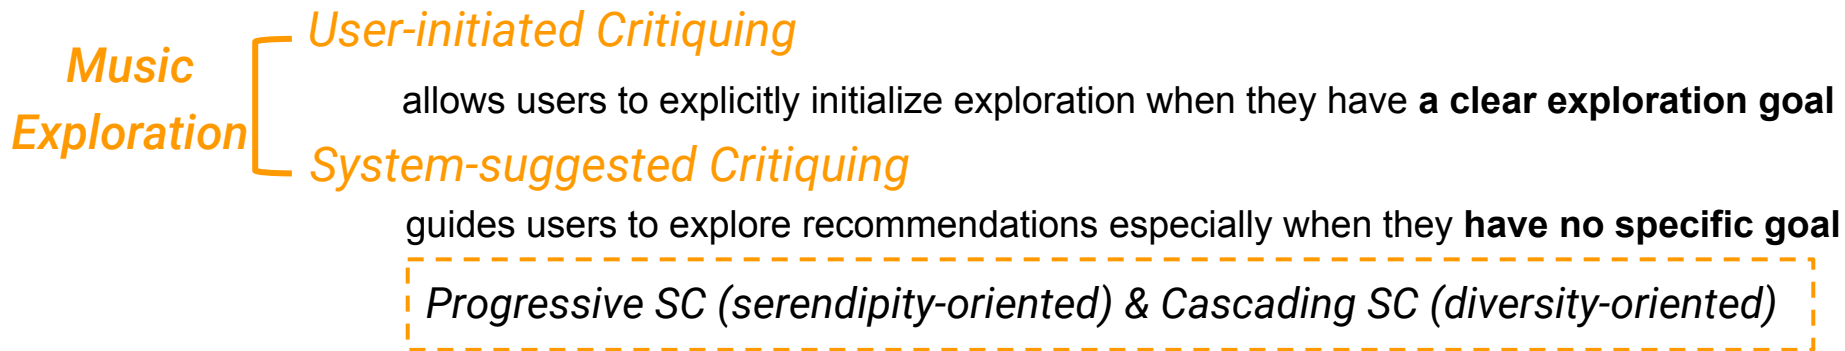 Music
Exploration
User-initiated Critiquing
allows users to explicitly initialize exploration when they have a clear exploration goal
System-suggested Critiquing
guides users to explore recommendations especially when they have no specific goal
Progressive SC (serendipity-oriented) & Cascading SC (diversity-oriented)